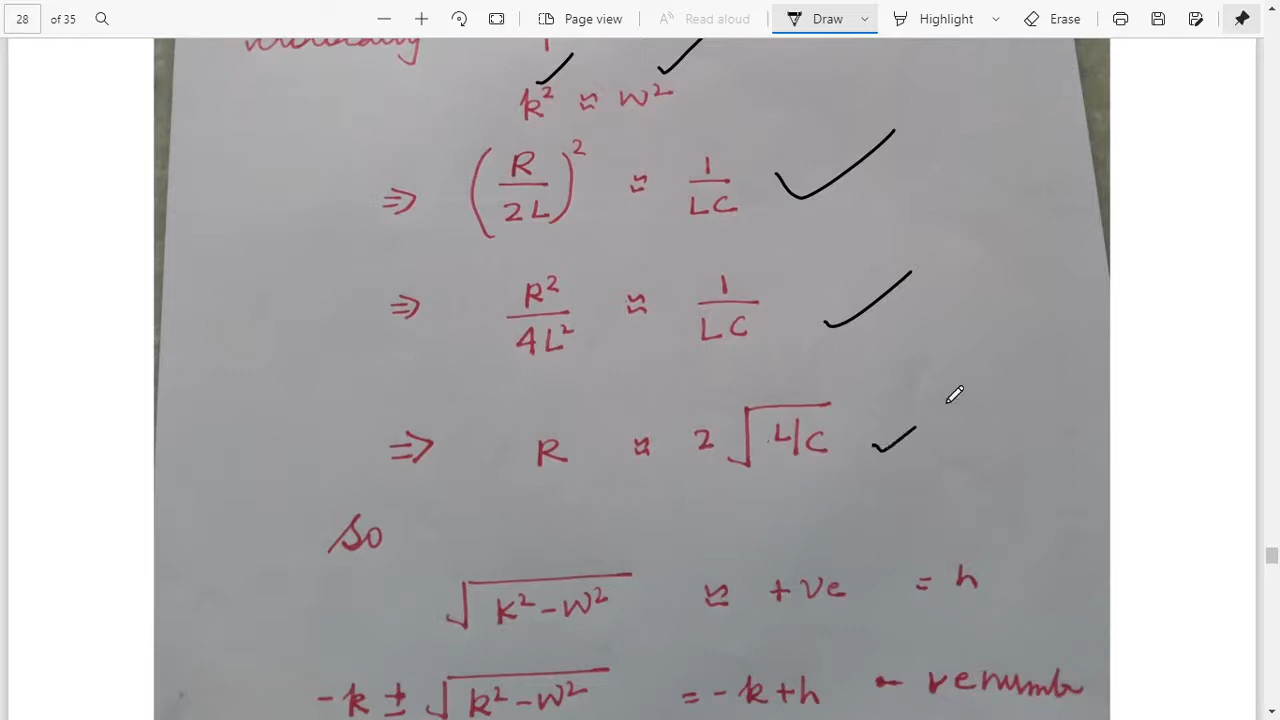 28 of 35 Page view Read aloud Draw Highlight Erase
k² ≈ w²
⇒ (R/2L)² ≈ 1/LC
⇒ R²/4L² ≈ 1/LC
⇒ R ≈ 2 √L/C
So
√K²-W² ≈ +ve = h
-k ± √k²-w² = -k+h - renumb